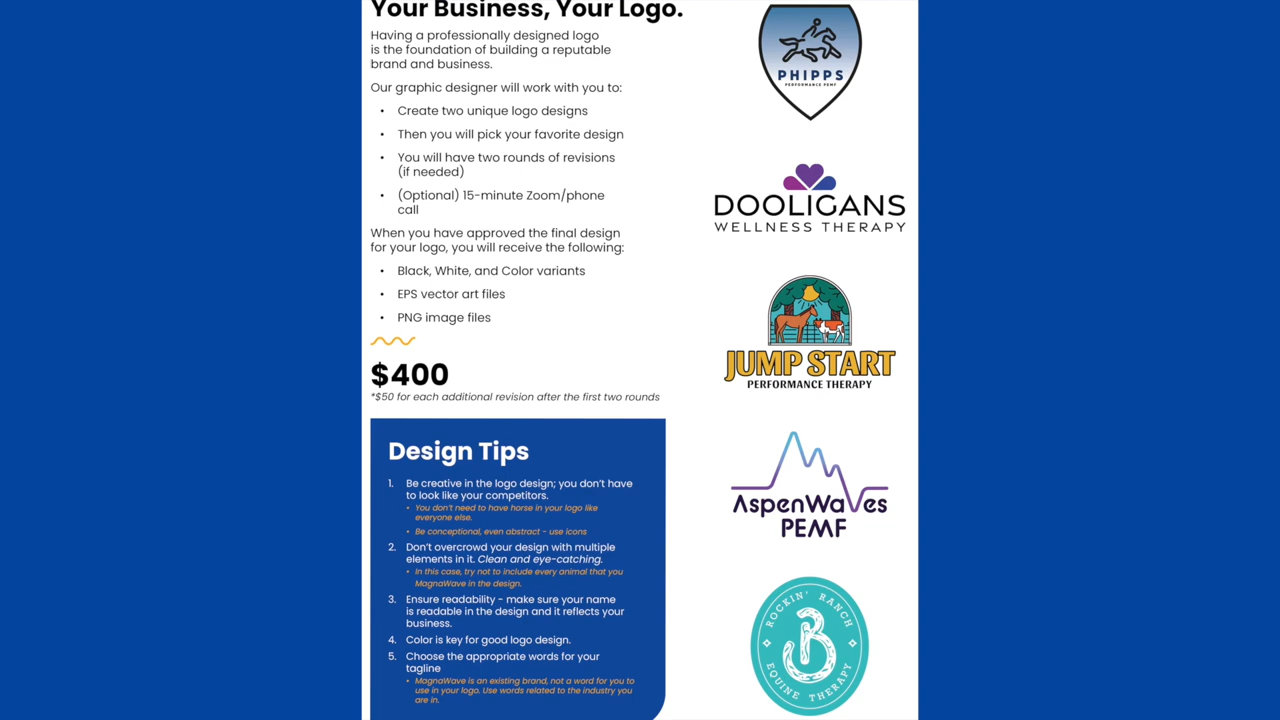 Your Business, Your Logo.
Having a professionally designed logo
is the foundation of building a reputable
brand and business.
Our graphic designer will work with you to:
• Create two unique logo designs
• Then you will pick your favorite design
• You will have two rounds of revisions
(if needed)
• (Optional) 15-minute Zoom/phone
call
When you have approved the final design
for your logo, you will receive the following:
• Black, White, and Color variants
• EPS vector art files
• PNG image files
$400
*$50 for each additional revision after the first two rounds
Design Tips
1. Be creative in the logo design; you don't have
to look like your competitors.
• You don't need to have horse in your logo like
everyone else.
• Be conceptional, even abstract - use icons
2. Don't overcrowd your design with multiple
elements in it. Clean and eye-catching.
• In this case, try not to include every animal that you
MagnaWave in the design.
3. Ensure readability - make sure your name
is readable in the design and it reflects your
business.
4. Color is key for good logo design.
5. Choose the appropriate words for your
tagline
• MagnaWave is an existing brand, not a word for you to
use in your logo. Use words related to the industry you
are in.
PHIPPS
PERFORMANCE PEMF
DOOLIGANS
WELLNESS THERAPY
JUMP START
PERFORMANCE THERAPY
AspenWaves
PEMF
ROCKIN' RANCH
B
EQUINE THERAPY